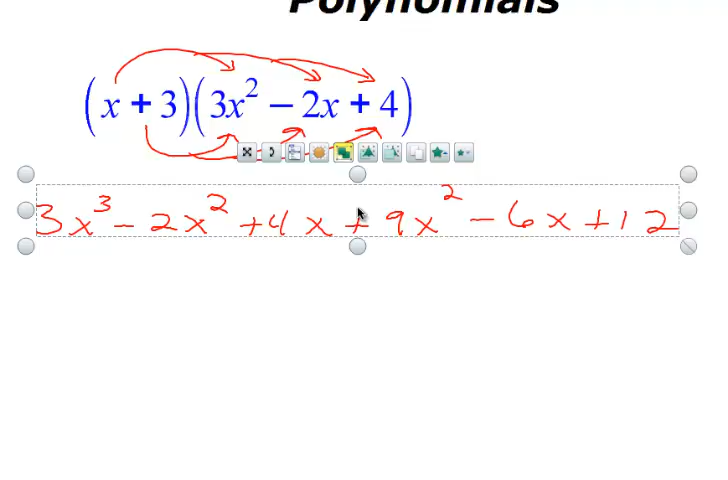 Polynomials
(x + 3)(3x² − 2x + 4)
3x³ − 2x² + 4x + 9x² − 6x + 12